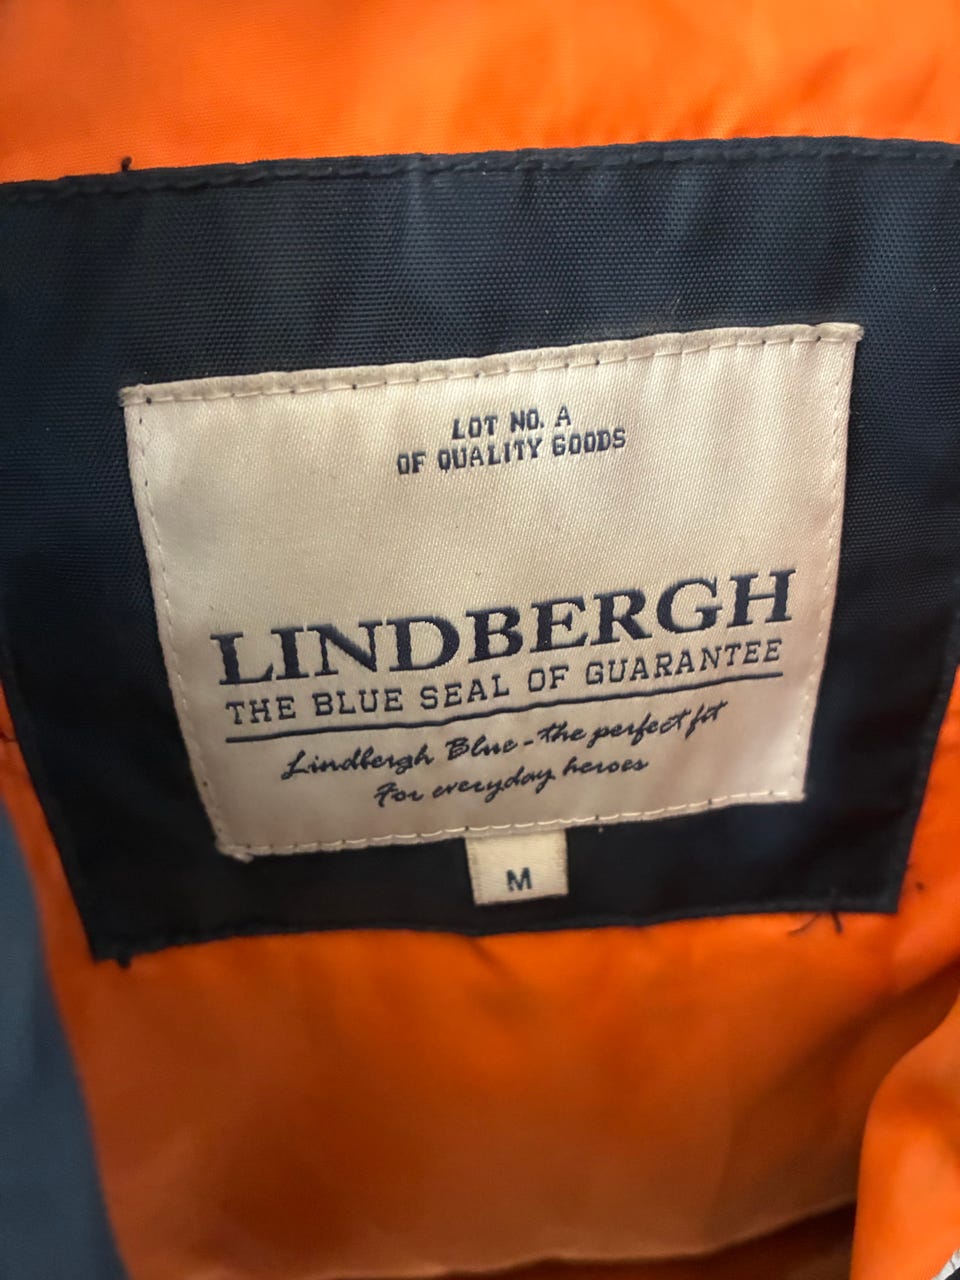 LOT NO. A
OF QUALITY GOODS
LINDBERGH
THE BLUE SEAL OF GUARANTEE
Lindbergh Blue - the perfect fit
For everyday heroes
M